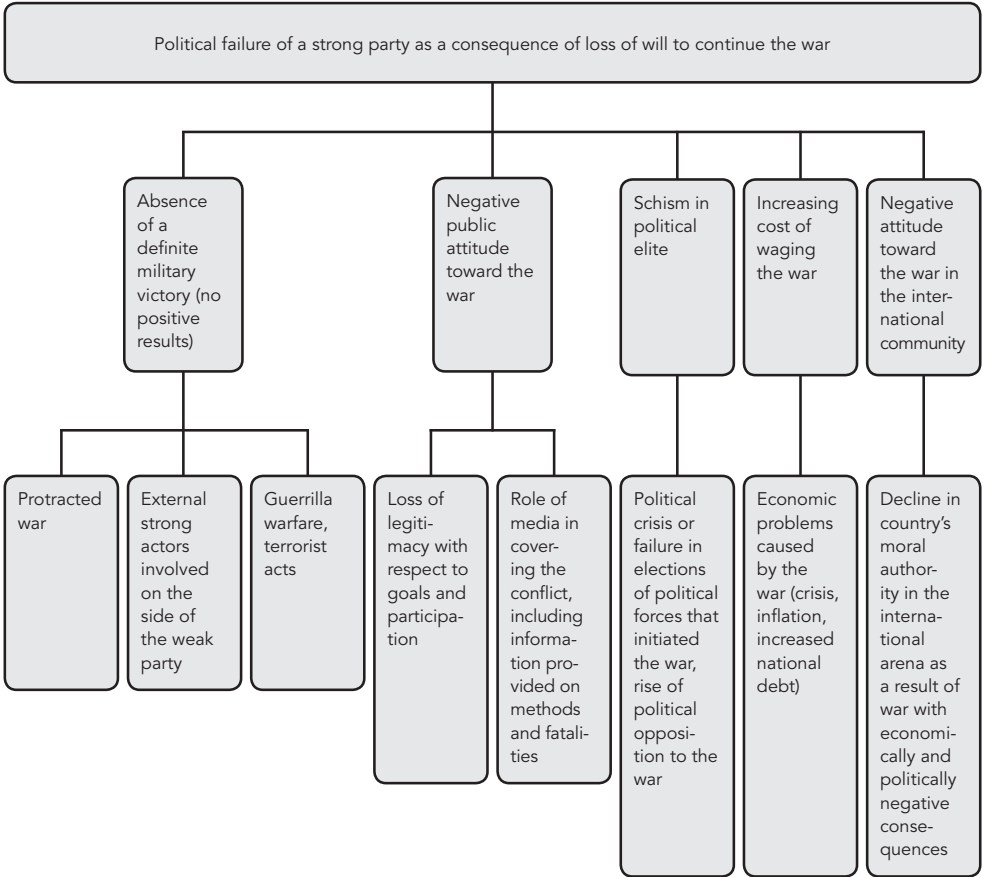 Political failure of a strong party as a consequence of loss of will to continue the war
Absence
of a
definite
military
victory (no
positive
results)
Negative
public
attitude
toward the
war
Schism in
political
elite
Increasing
cost of
waging
the war
Negative
attitude
toward
the war in
the inter-
national
community
Protracted
war
External
strong
actors
involved
on the
side of
the weak
party
Guerrilla
warfare,
terrorist
acts
Loss of
legiti-
macy with
respect to
goals and
participa-
tion
Role of
media in
cover-
ing the
conflict,
including
informa-
tion pro-
vided on
methods
and fatali-
ties
Political
crisis or
failure in
elections
of political
forces that
initiated
the war,
rise of
political
opposi-
tion to the
war
Economic
problems
caused
by the
war (crisis,
inflation,
increased
national
debt)
Decline in
country's
moral
author-
ity in the
interna-
tional
arena as
a result of
war with
economi-
cally and
politically
negative
conse-
quences